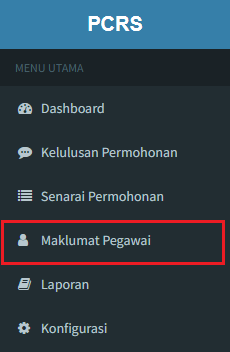 PCRS
MENU UTAMA
Dashboard
Kelulusan Permohonan
Senarai Permohonan
Maklumat Pegawai
Laporan
Konfigurasi